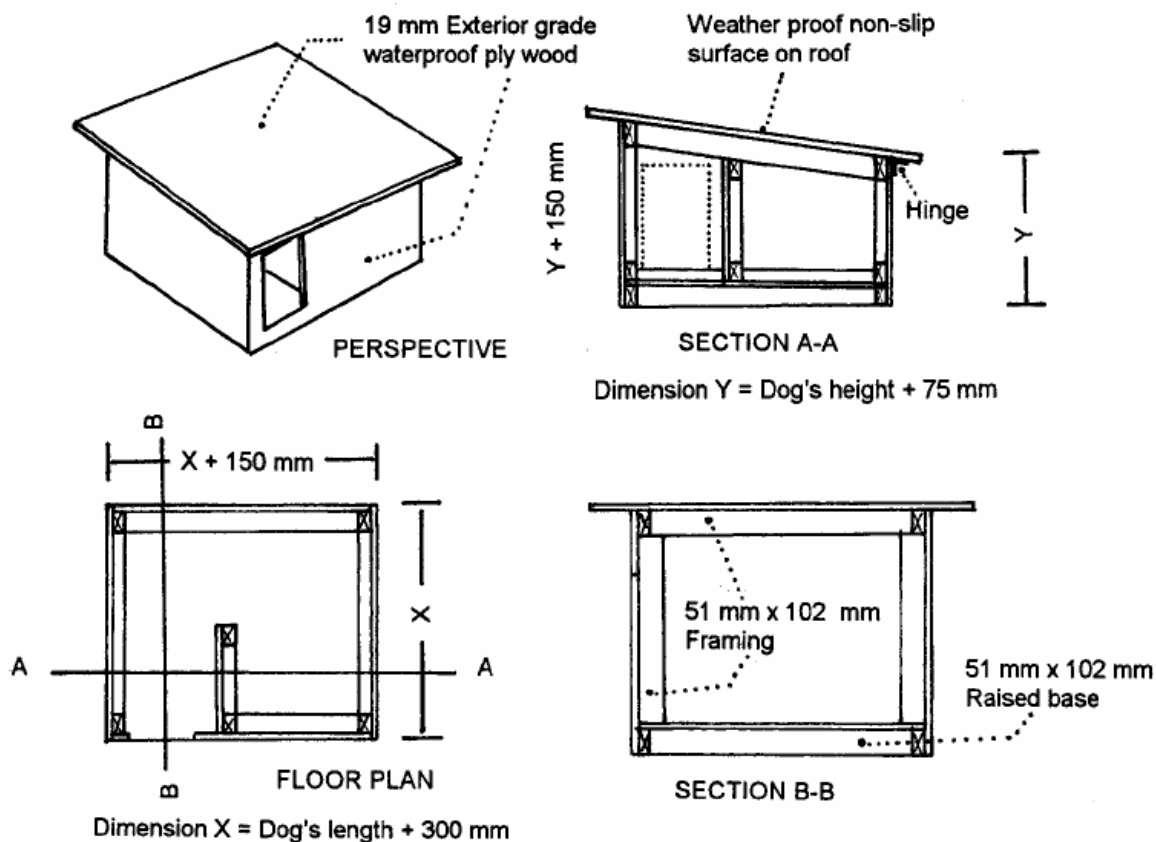 19 mm Exterior grade
waterproof ply wood
Weather proof non-slip
surface on roof
Y + 150 mm
Hinge
Y
PERSPECTIVE
SECTION A-A
Dimension Y = Dog's height + 75 mm
B
X + 150 mm
X
A
A
B
FLOOR PLAN
Dimension X = Dog's length + 300 mm
51 mm x 102 mm
Framing
51 mm x 102 mm
Raised base
SECTION B-B